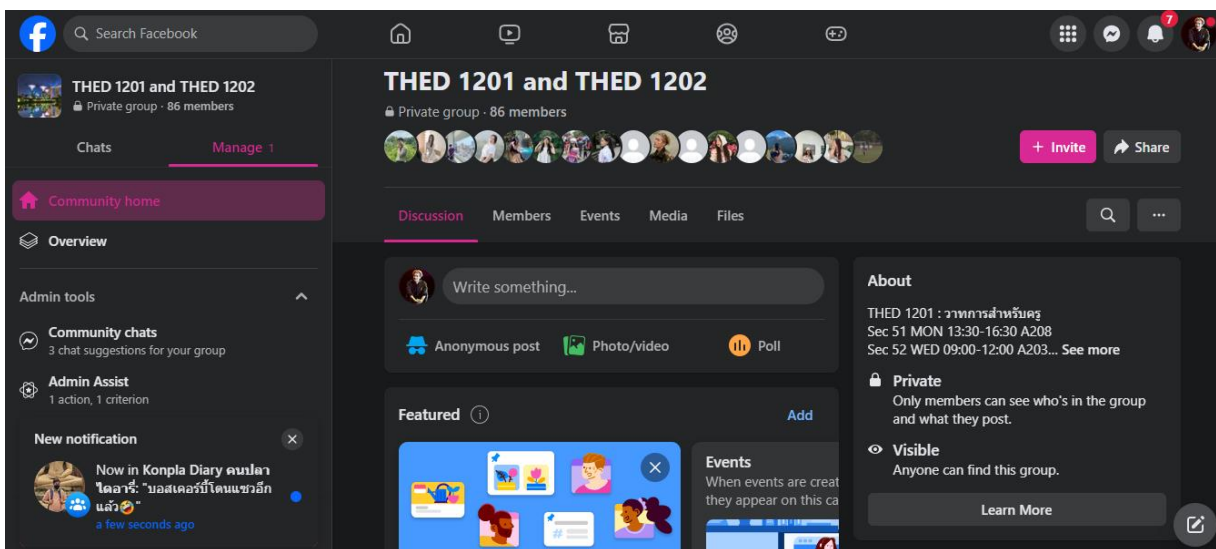 Search Facebook
7
THED 1201 and THED 1202
Private group · 86 members
Chats
Manage 1
Community home
Overview
Admin tools
Community chats
3 chat suggestions for your group
Admin Assist
1 action, 1 criterion
New notification
Now in Konpla Diary คนปลา
ไดอารี่: "บอสเคอร์บี้โดนแซวอีก
แล้ว🤣"
a few seconds ago
THED 1201 and THED 1202
Private group · 86 members
+ Invite
Share
Discussion
Members
Events
Media
Files
Write something...
Anonymous post
Photo/video
Poll
Featured
Add
Events
When events are creat
they appear on this ca
About
THED 1201 : วาทการสำหรับครู
Sec 51 MON 13:30-16:30 A208
Sec 52 WED 09:00-12:00 A203... See more
Private
Only members can see who's in the group
and what they post.
Visible
Anyone can find this group.
Learn More